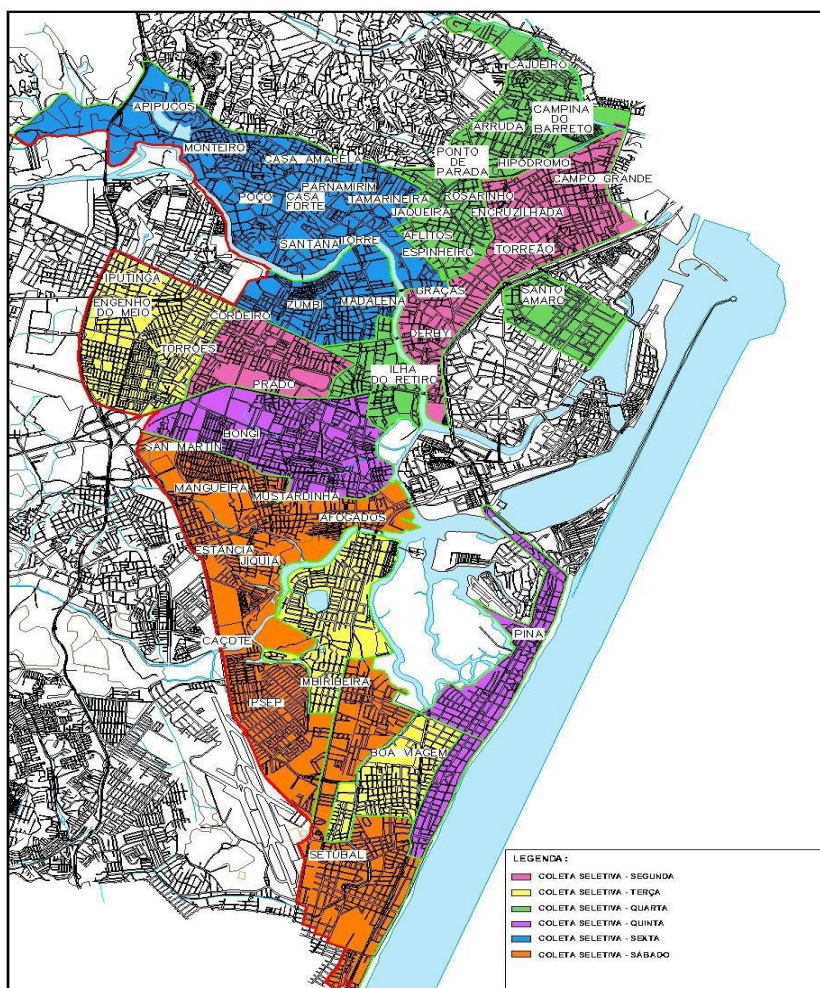 CAJUEIRO
APIPUCOS
CAMPINA
DO
BARRETO
ARRUDA
MONTEIRO
PONTO
DE
PARADA
CASA AMARELA
HIPÓDROMO
CAMPO GRANDE
PARNAMIRIM
POÇO
CASA
FORTE
TAMARINEIRA
ROSARINHO
JAQUEIRA
ENCRUZILHADA
AFLITOS
SANTANA
TORRE
ESPINHEIRO
TORREÃO
IPUTINGA
GRAÇAS
SANTO
AMARO
ENGENHO
DO MEIO
ZUMBI
MADALENA
CORDEIRO
DERBY
TORRÕES
ILHA
DO RETIRO
PRADO
BONGI
SAN MARTIN
MANGUEIRA
MUSTARDINHA
AFOGADOS
ESTÂNCIA
JIQUIÁ
PINA
CAÇOTE
MBIRIBEIRA
IPSEP
BOA VIAGEM
SETÚBAL
LEGENDA :
COLETA SELETIVA - SEGUNDA
COLETA SELETIVA - TERÇA
COLETA SELETIVA - QUARTA
COLETA SELETIVA - QUINTA
COLETA SELETIVA - SEXTA
COLETA SELETIVA - SÁBADO